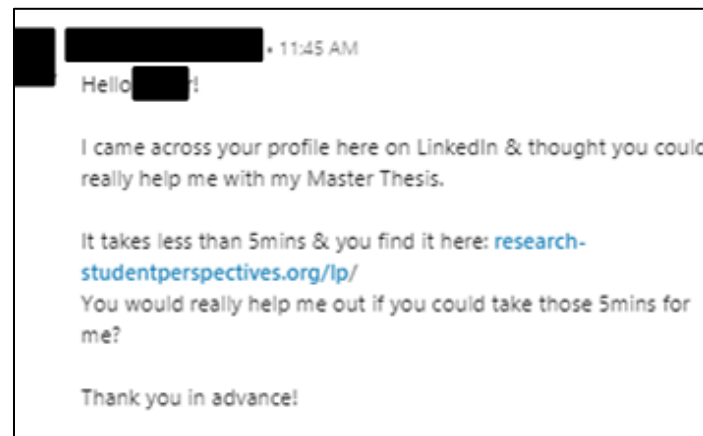 • 11:45 AM
Hello !
I came across your profile here on LinkedIn & thought you could
really help me with my Master Thesis.
It takes less than 5mins & you find it here: research-
studentperspectives.org/lp/
You would really help me out if you could take those 5mins for
me?
Thank you in advance!